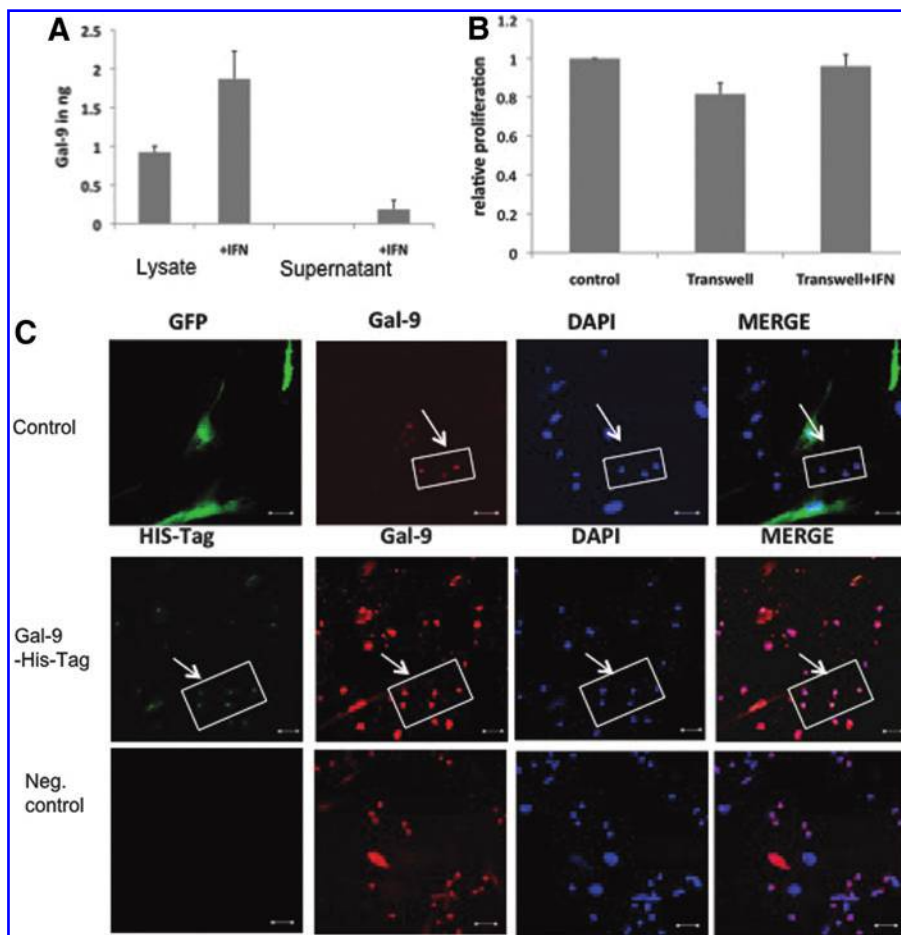 A
Gal-9 in ng
2.5
2
1.5
1
0.5
0
+IFN
+IFN
Lysate
Supernatant
B
relative proliferation
1.2
1
0.8
0.6
0.4
0.2
0
control
Transwell
Transwell+IFN
C
GFP
Gal-9
DAPI
MERGE
Control
HIS-Tag
Gal-9
DAPI
MERGE
Gal-9
-His-Tag
Neg.
control